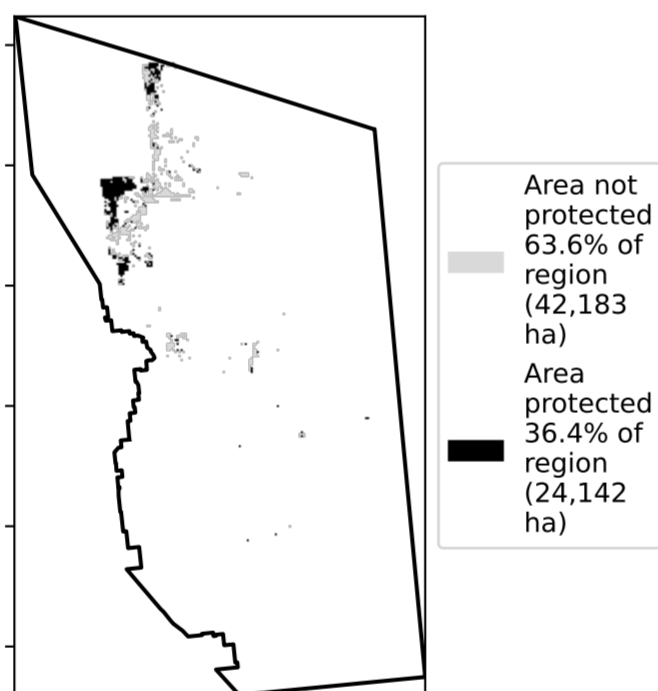 Area not
protected
63.6% of
region
(42,183
ha)
Area
protected
36.4% of
region
(24,142
ha)